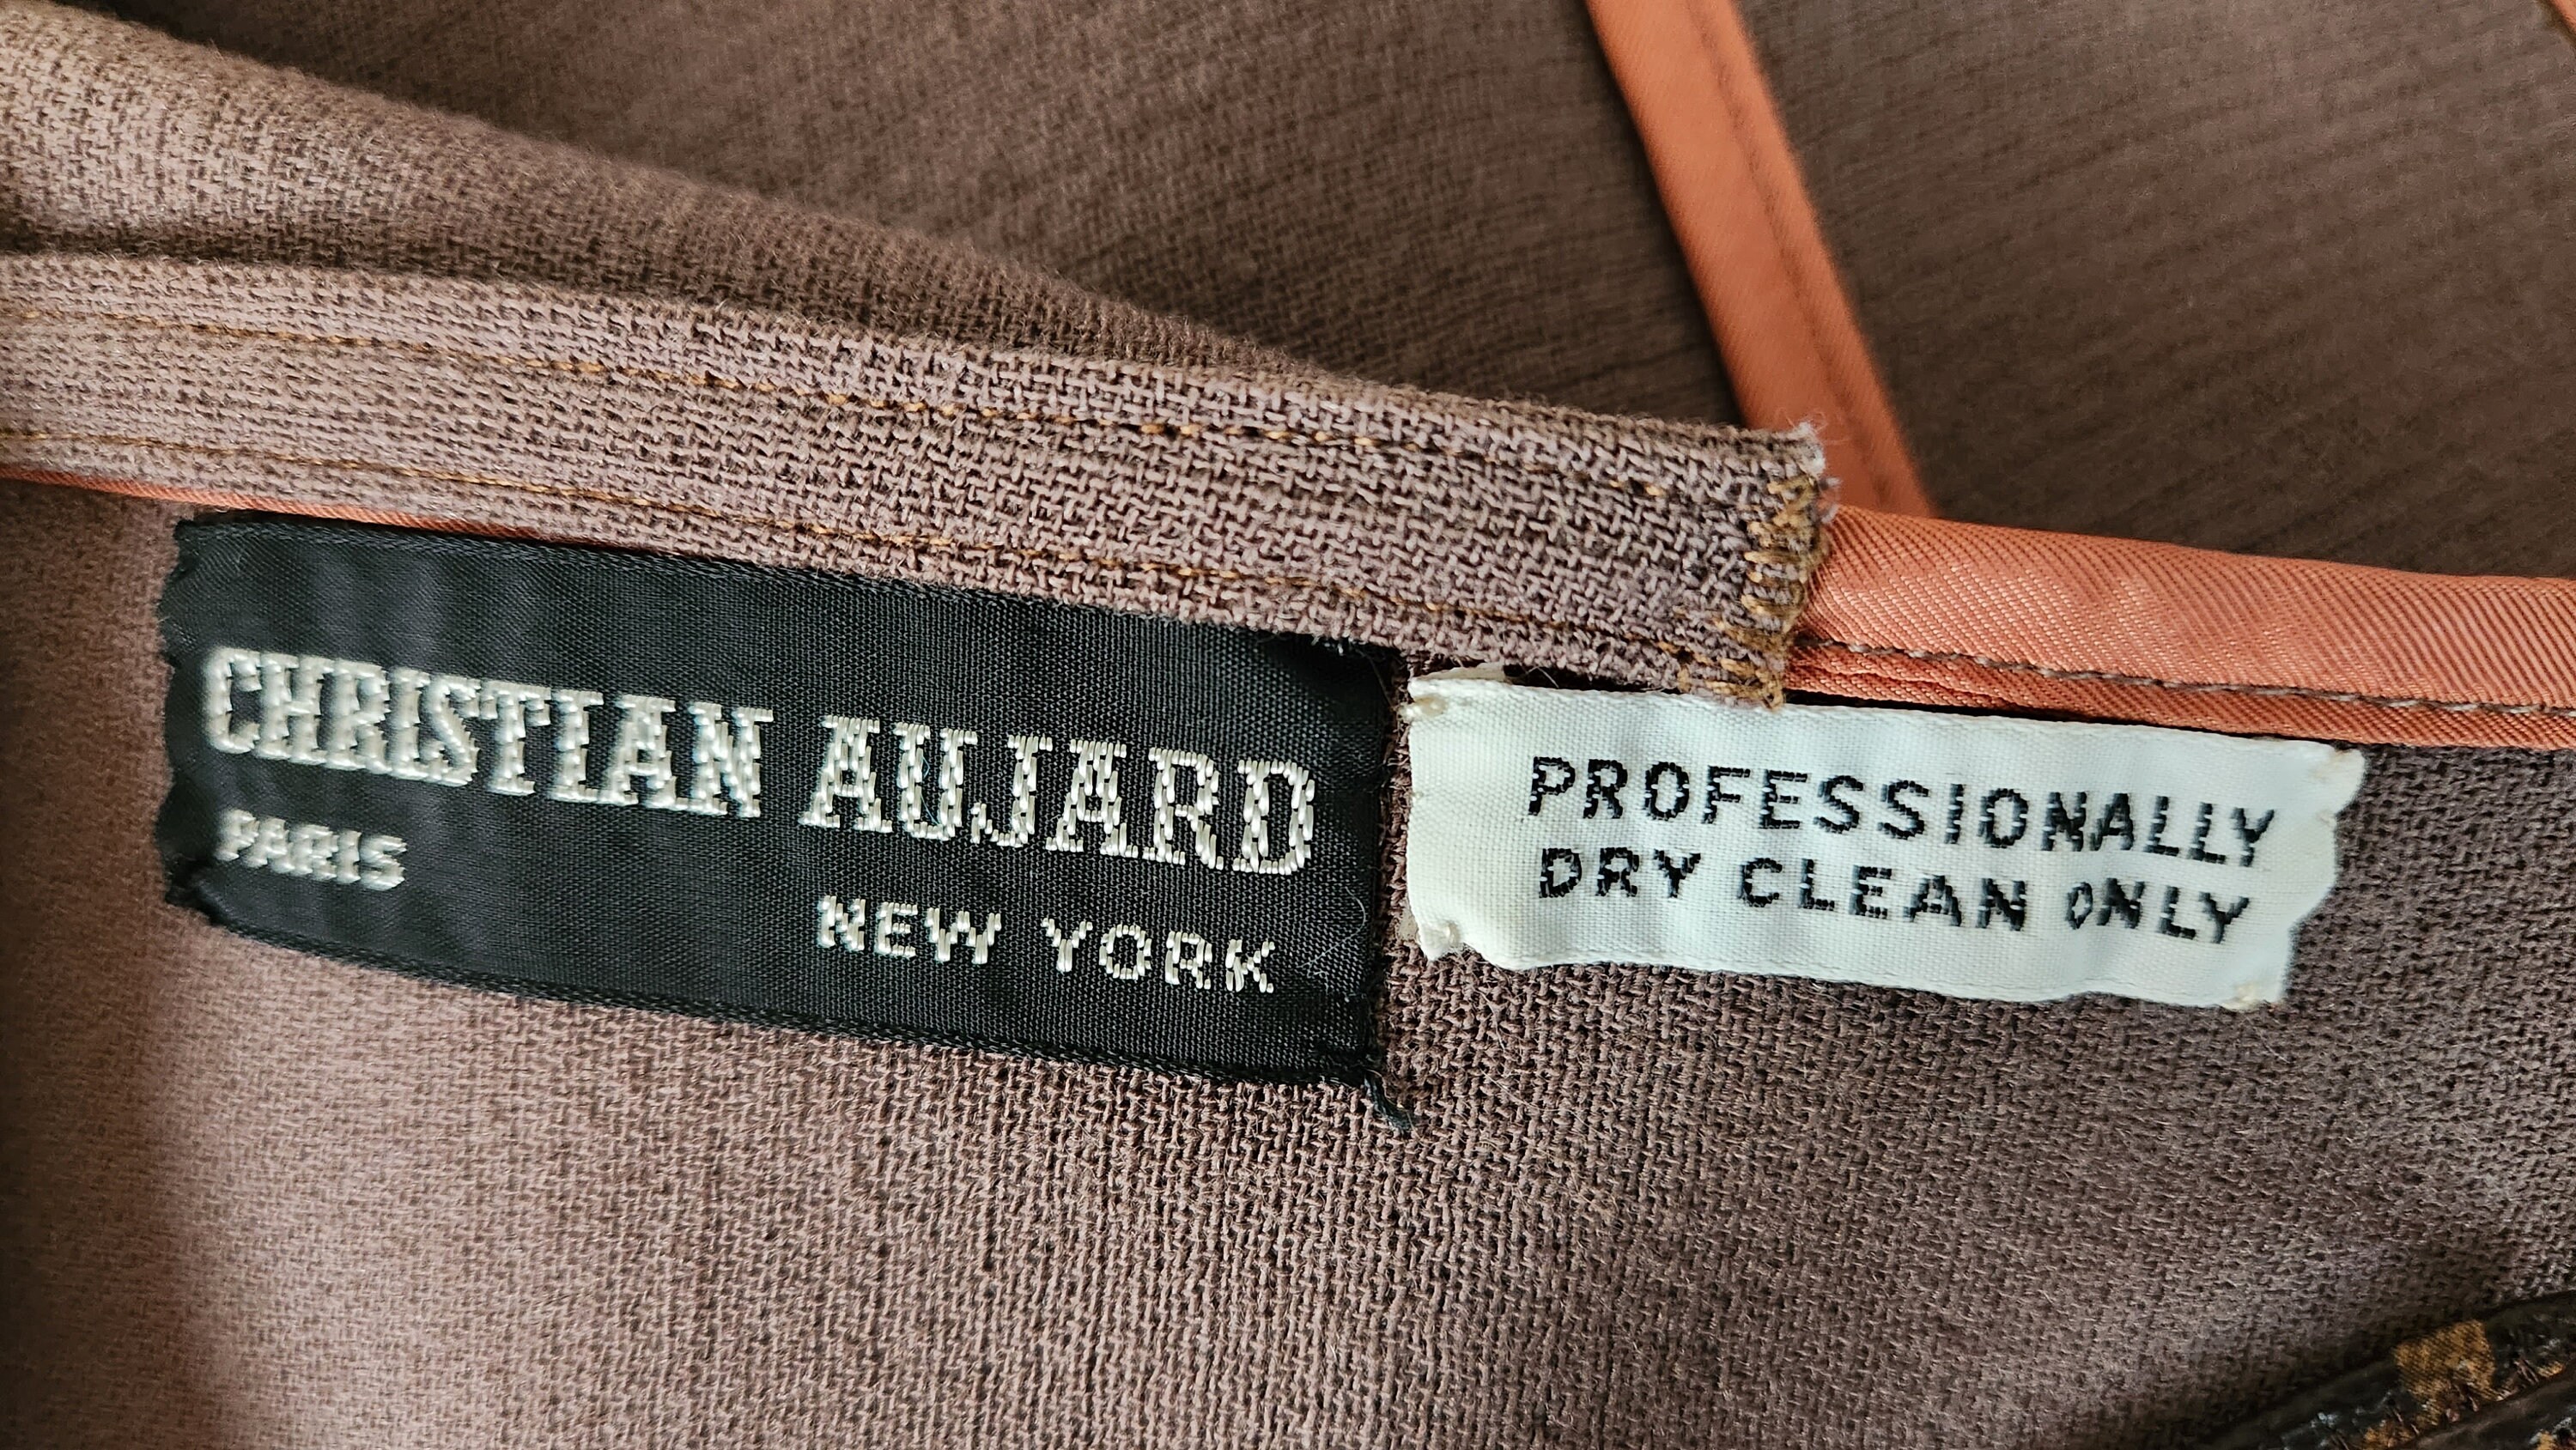 CHRISTIAN AUJARD
PARIS
NEW YORK
PROFESSIONALLY
DRY CLEAN ONLY